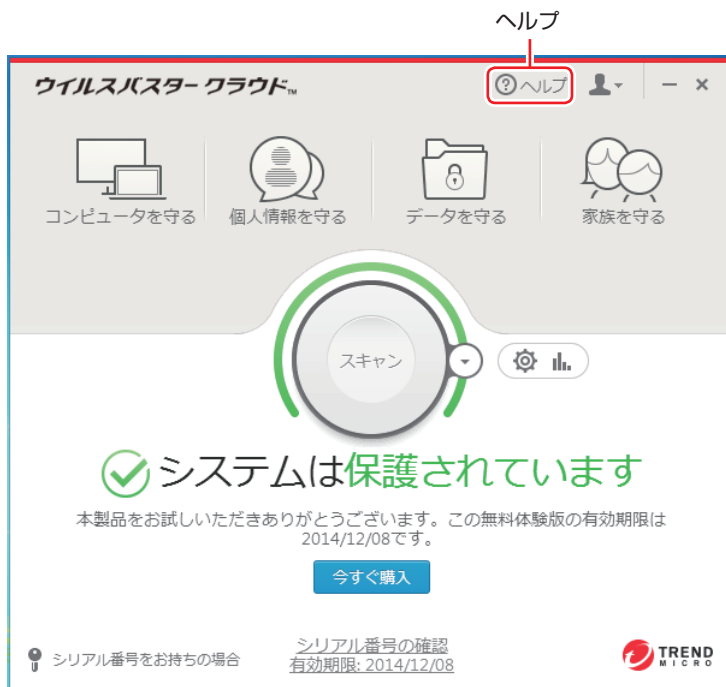 ヘルプ
ウイルスバスター クラウド™
?ヘルプ
コンピュータを守る
個人情報を守る
データを守る
家族を守る
スキャン
システムは保護されています
本製品をお試しいただきありがとうございます。この無料体験版の有効期限は
2014/12/08です。
今すぐ購入
シリアル番号をお持ちの場合
シリアル番号の確認
有効期限: 2014/12/08
TREND
MICRO